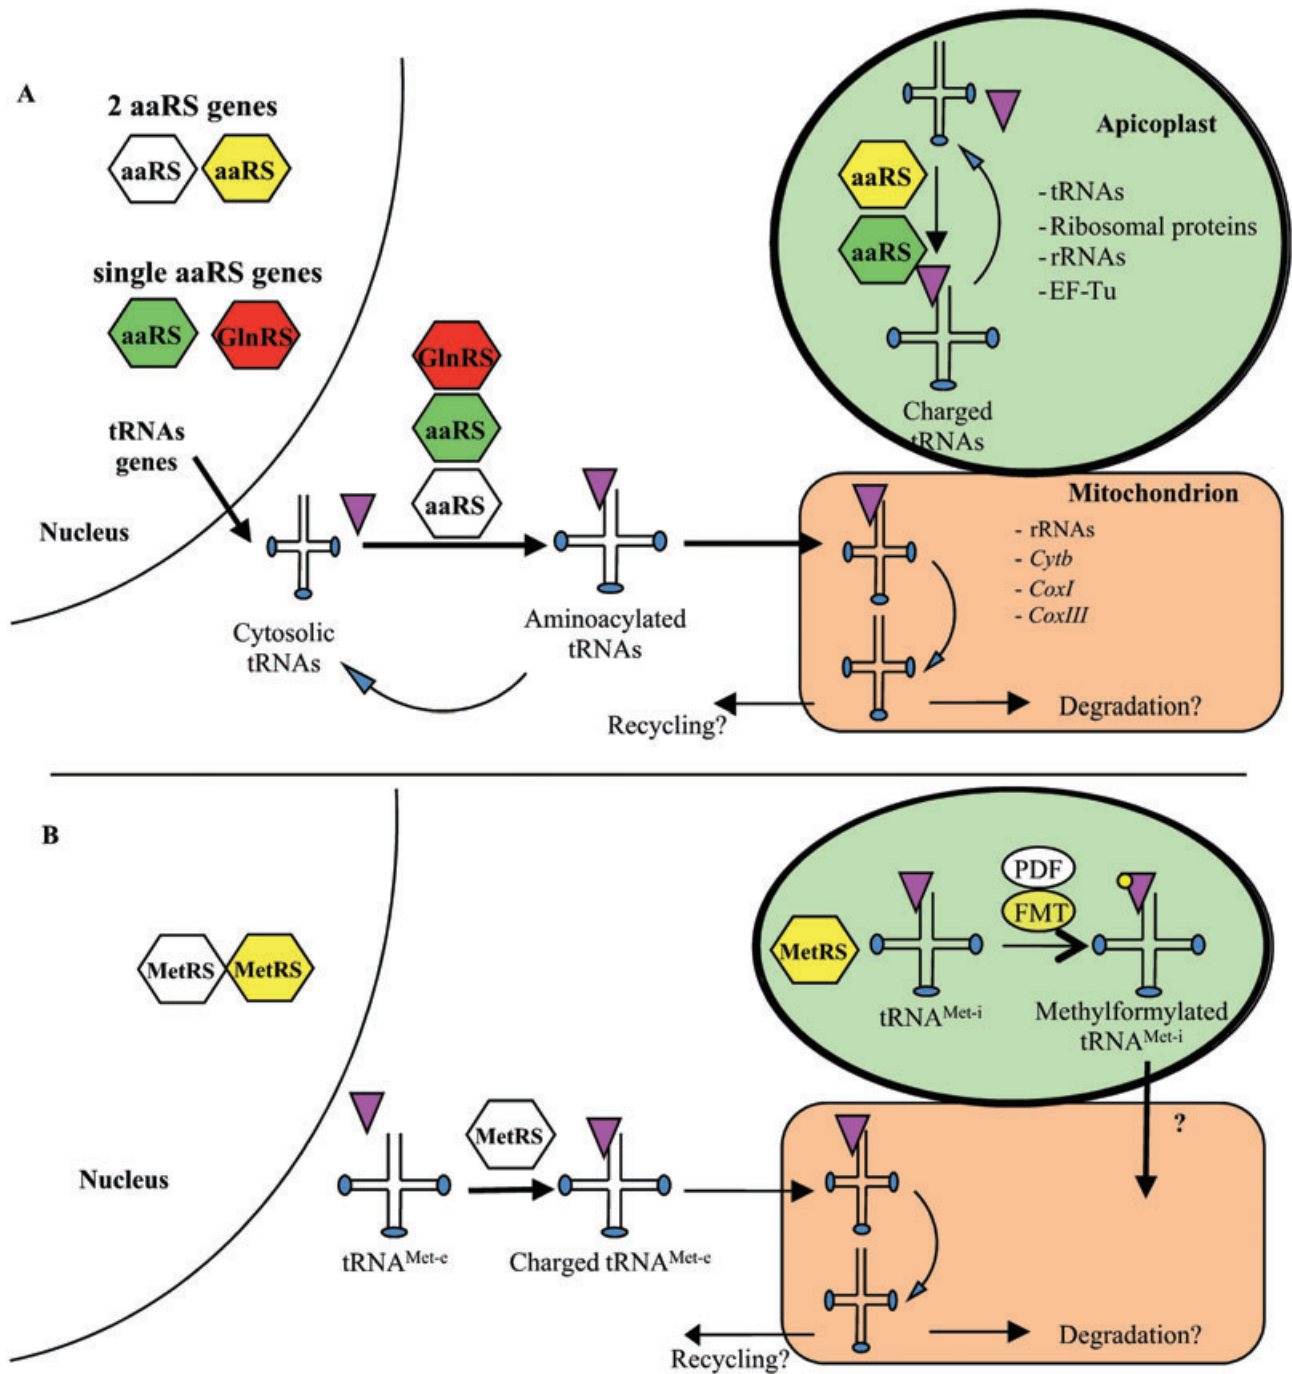 A
2 aaRS genes
aaRS
aaRS
single aaRS genes
aaRS
GlnRS
tRNAs
genes
Nucleus
GlnRS
aaRS
aaRS
Cytosolic
tRNAs
Aminoacylated
tRNAs
Recycling?
Apicoplast
aaRS
aaRS
- tRNAs
- Ribosomal proteins
- rRNAs
- EF-Tu
Charged
tRNAs
Mitochondrion
- rRNAs
- Cytb
- CoxI
- CoxIII
Degradation?
B
MetRS
MetRS
Nucleus
MetRS
tRNAMet-e
Charged tRNAMet-e
MetRS
PDF
FMT
tRNAMet-i
Methylformylated
tRNAMet-i
?
Recycling?
Degradation?